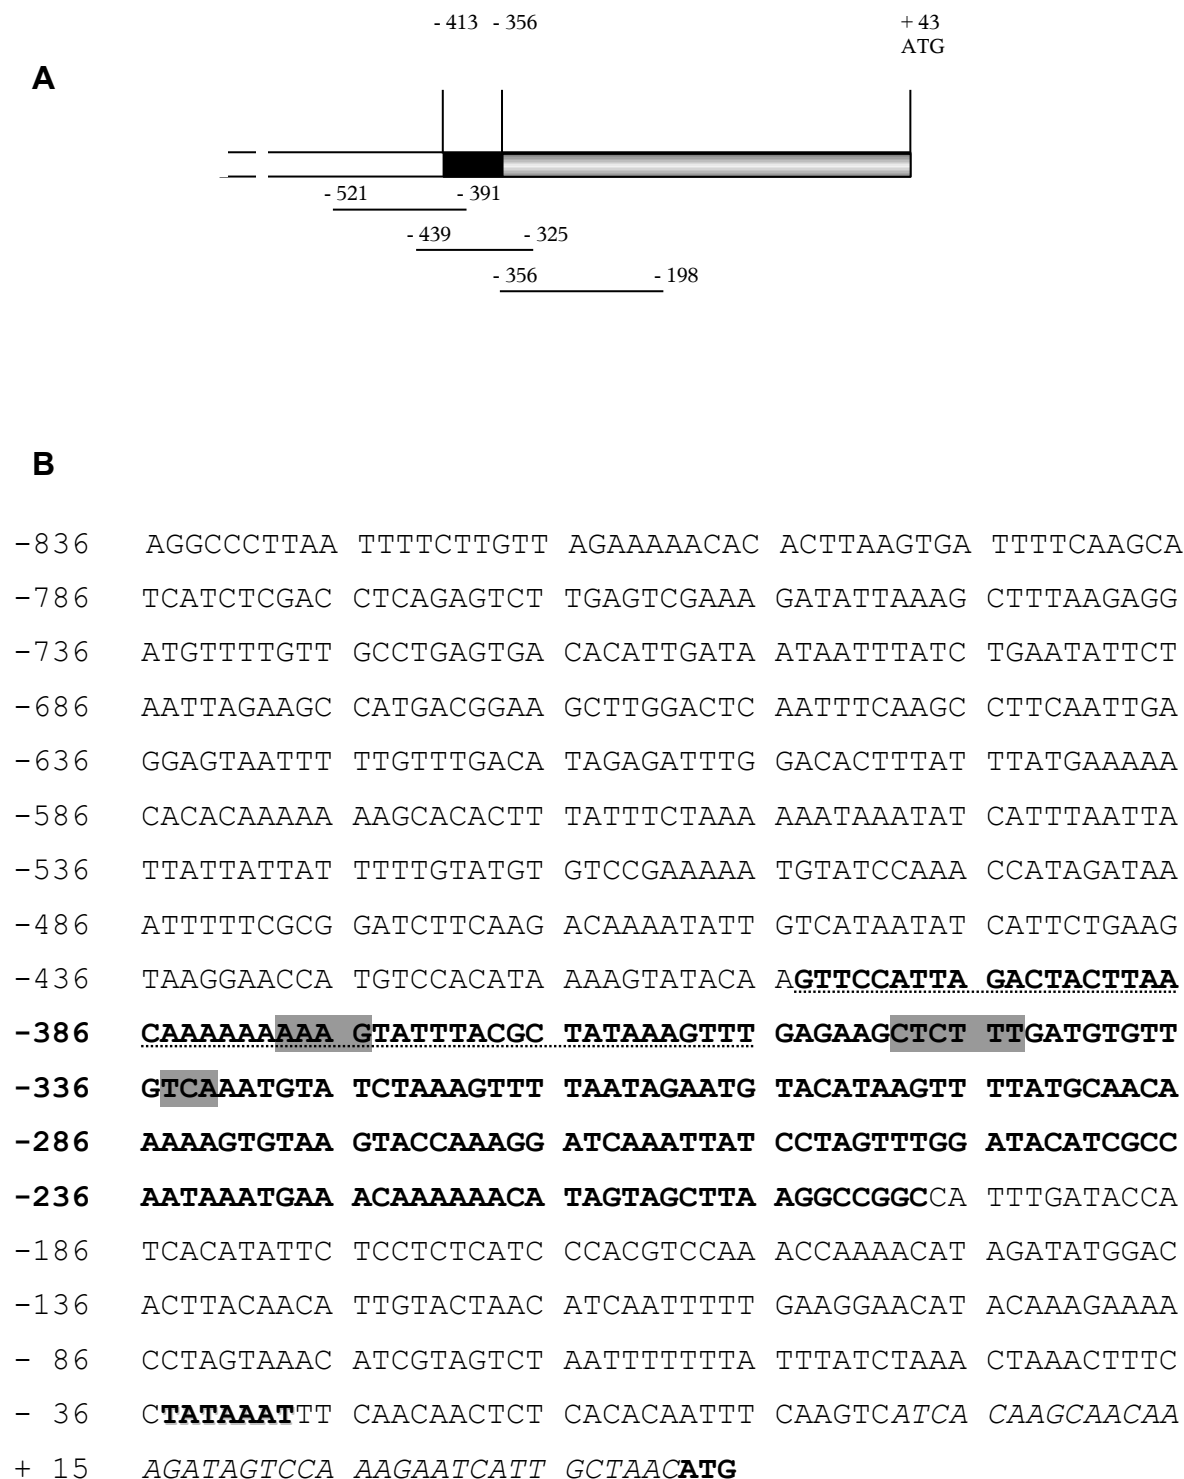 - 413 - 356 + 43
ATG
A
- 521 - 391
- 439 - 325
- 356 - 198
B
-836 AGGCCCTTAA TTTTCTTGTT AGAAAAACAC ACTTAAGTGA TTTTCAAGCA
-786 TCATCTCGAC CTCAGAGTCT TGAGTCGAAA GATATTAAAG CTTTAAGAGG
-736 ATGTTTTGTT GCCTGAGTGA CACATTGATA ATAATTTATC TGAATATTCT
-686 AATTAGAAGC CATGACGGAA GCTTGGACTC AATTTCAAGC CTTCAATTGA
-636 GGAGTAATTT TTGTTTGACA TAGAGATTTG GACACTTTAT TTATGAAAAA
-586 CACACAAAAA AAGCACACTT TATTTCTAAA AAATAAATAT CATTTAATTA
-536 TTATTATTAT TTTTGTATGT GTCCGAAAAA TGTATCCAAA CCATAGATAA
-486 ATTTTTCGCG GATCTTCAAG ACAAAATATT GTCATAATAT CATTCTGAAG
-436 TAAGGAACCA TGTCCACATA AAAGTATACA AGTTCCATTA GACTACTTAA
-386 CAAAAAAAAA GTATTTACGC TATAAAGTTT GAGAAGCTCT TTGATGTGTT
-336 GTCAAATGTA TCTAAAGTTT TAATAGAATG TACATAAGTT TTATGCAACA
-286 AAAAGTGTAA GTACCAAAGG ATCAAATTAT CCTAGTTTGG ATACATCGCC
-236 AATAAATGAA ACAAAAAACA TAGTAGCTTA AGGCCGGCCA TTTGATACCA
-186 TCACATATTC TCCTCTCATC CCACGTCCAA ACCAAAACAT AGATATGGAC
-136 ACTTACAACA TTGTACTAAC ATCAATTTTT GAAGGAACAT ACAAAGAAAA
- 86 CCTAGTAAAC ATCGTAGTCT AATTTTTTTA TTTATCTAAA CTAAACTTTC
- 36 CTATAAATTT CAACAACTCT CACACAATTT CAAGTCATCA CAAGCAACAA
+ 15 AGATAGTCCA AAGAATCATT GCTAACATG